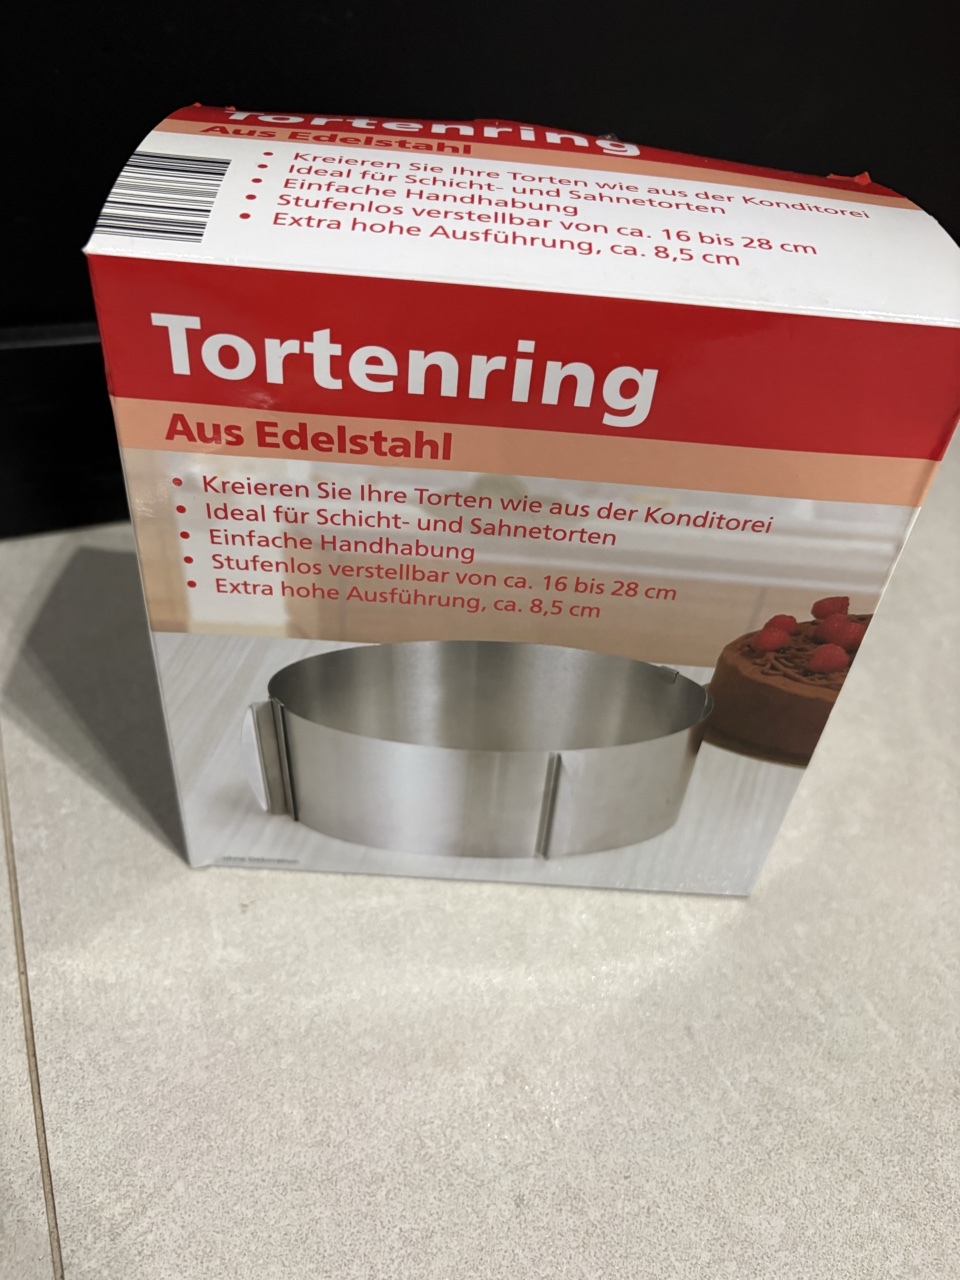 Tortenring
Aus Edelstahl
• Kreieren Sie Ihre Torten wie aus der Konditorei
• Ideal für Schicht- und Sahnetorten
• Einfache Handhabung
• Stufenlos verstellbar von ca. 16 bis 28 cm
• Extra hohe Ausführung, ca. 8,5 cm
Tortenring
Aus Edelstahl
• Kreieren Sie Ihre Torten wie aus der Konditorei
• Ideal für Schicht- und Sahnetorten
• Einfache Handhabung
• Stufenlos verstellbar von ca. 16 bis 28 cm
• Extra hohe Ausführung, ca. 8,5 cm
ohne Dekoration